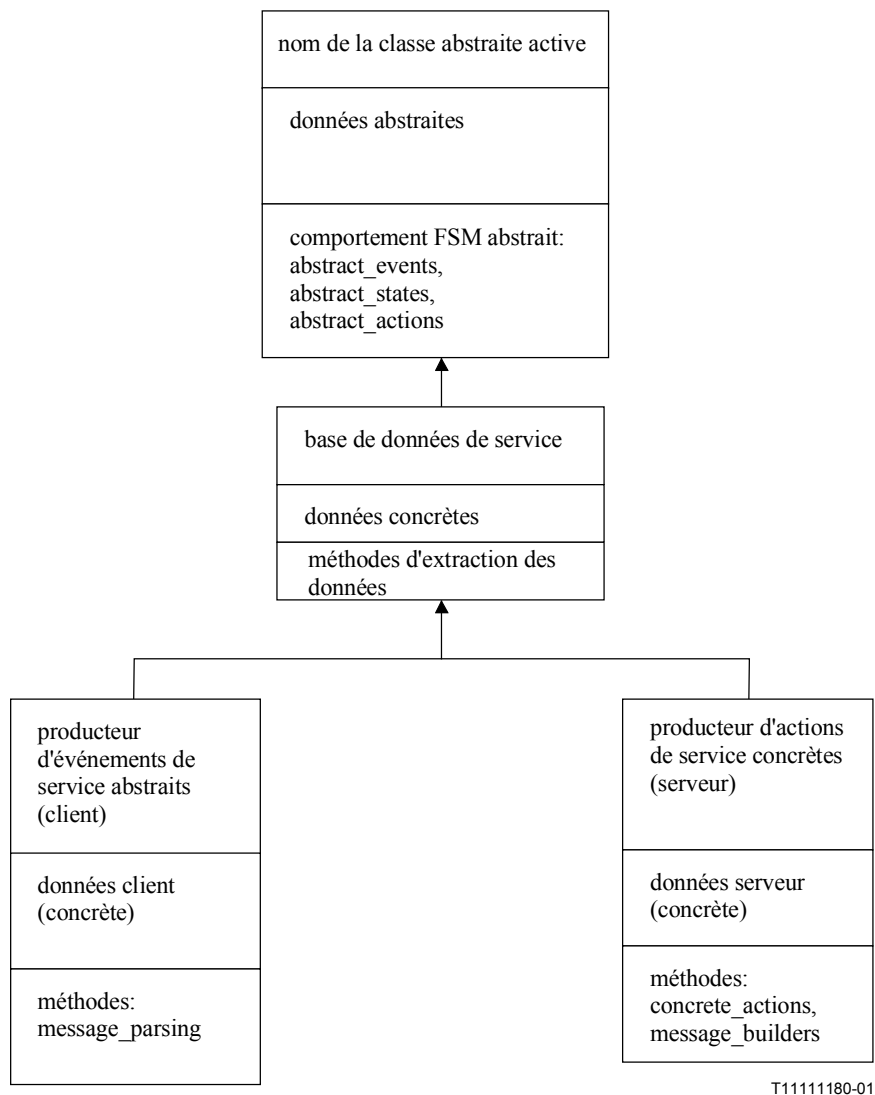 nom de la classe abstraite active
données abstraites
comportement FSM abstrait:
abstract_events,
abstract_states,
abstract_actions
base de données de service
données concrètes
méthodes d'extraction des
données
producteur
d'événements de
service abstraits
(client)
données client
(concrète)
méthodes:
message_parsing
producteur d'actions
de service concrètes
(serveur)
données serveur
(concrète)
méthodes:
concrete_actions,
message_builders
T11111180-01